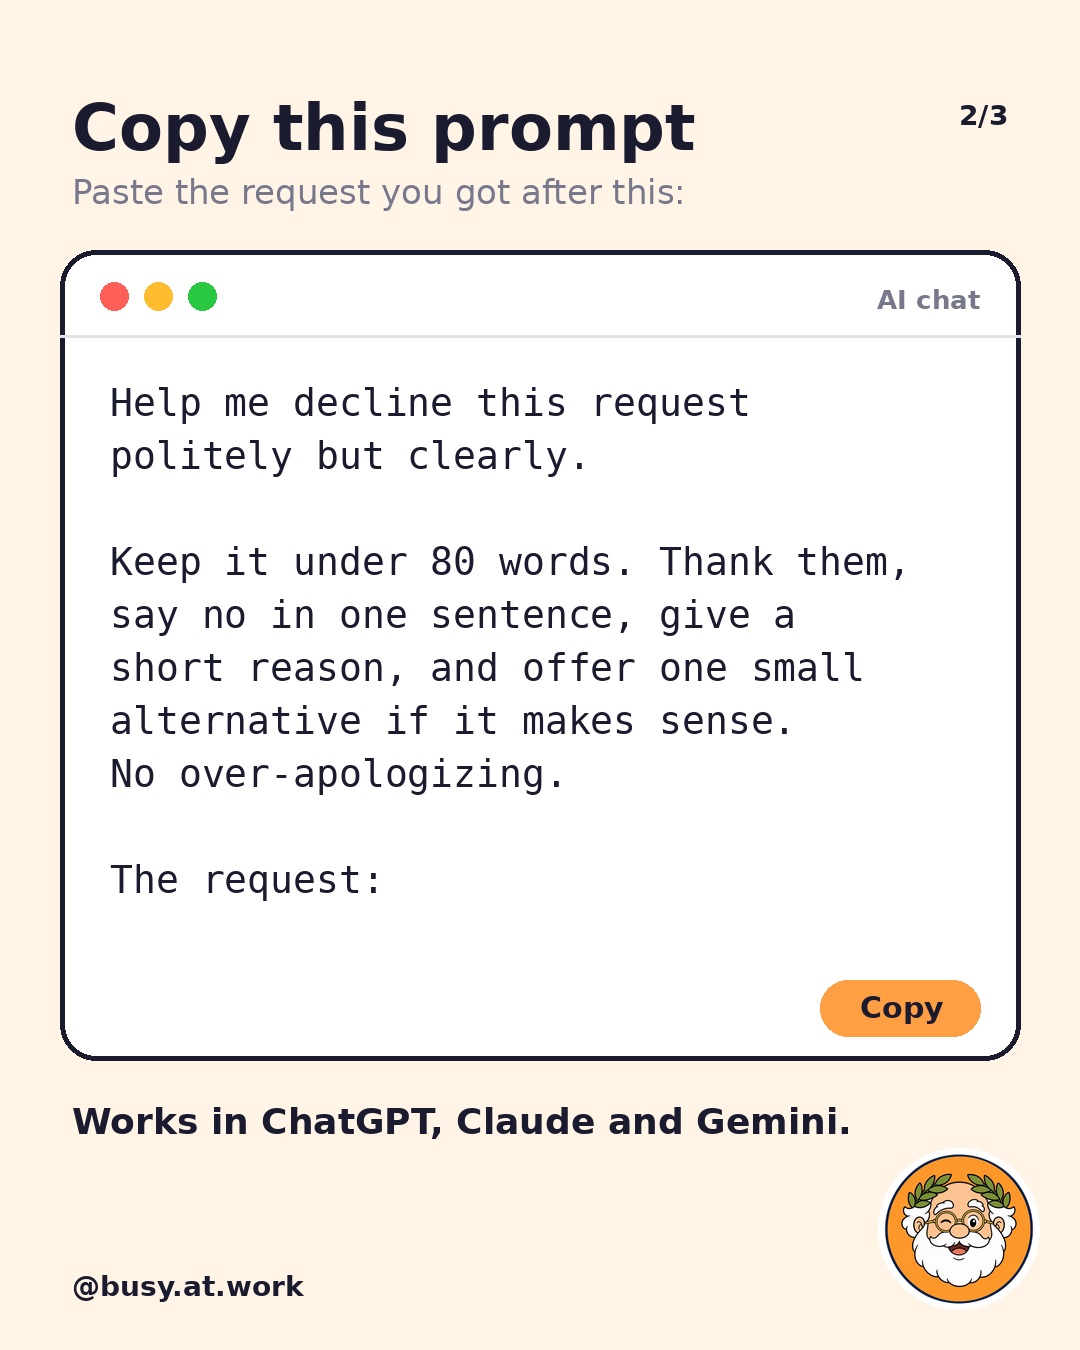 Copy this prompt
2/3
Paste the request you got after this:
AI chat
Help me decline this request
politely but clearly.
Keep it under 80 words. Thank them,
say no in one sentence, give a
short reason, and offer one small
alternative if it makes sense.
No over-apologizing.
The request:
Copy
Works in ChatGPT, Claude and Gemini.
@busy.at.work